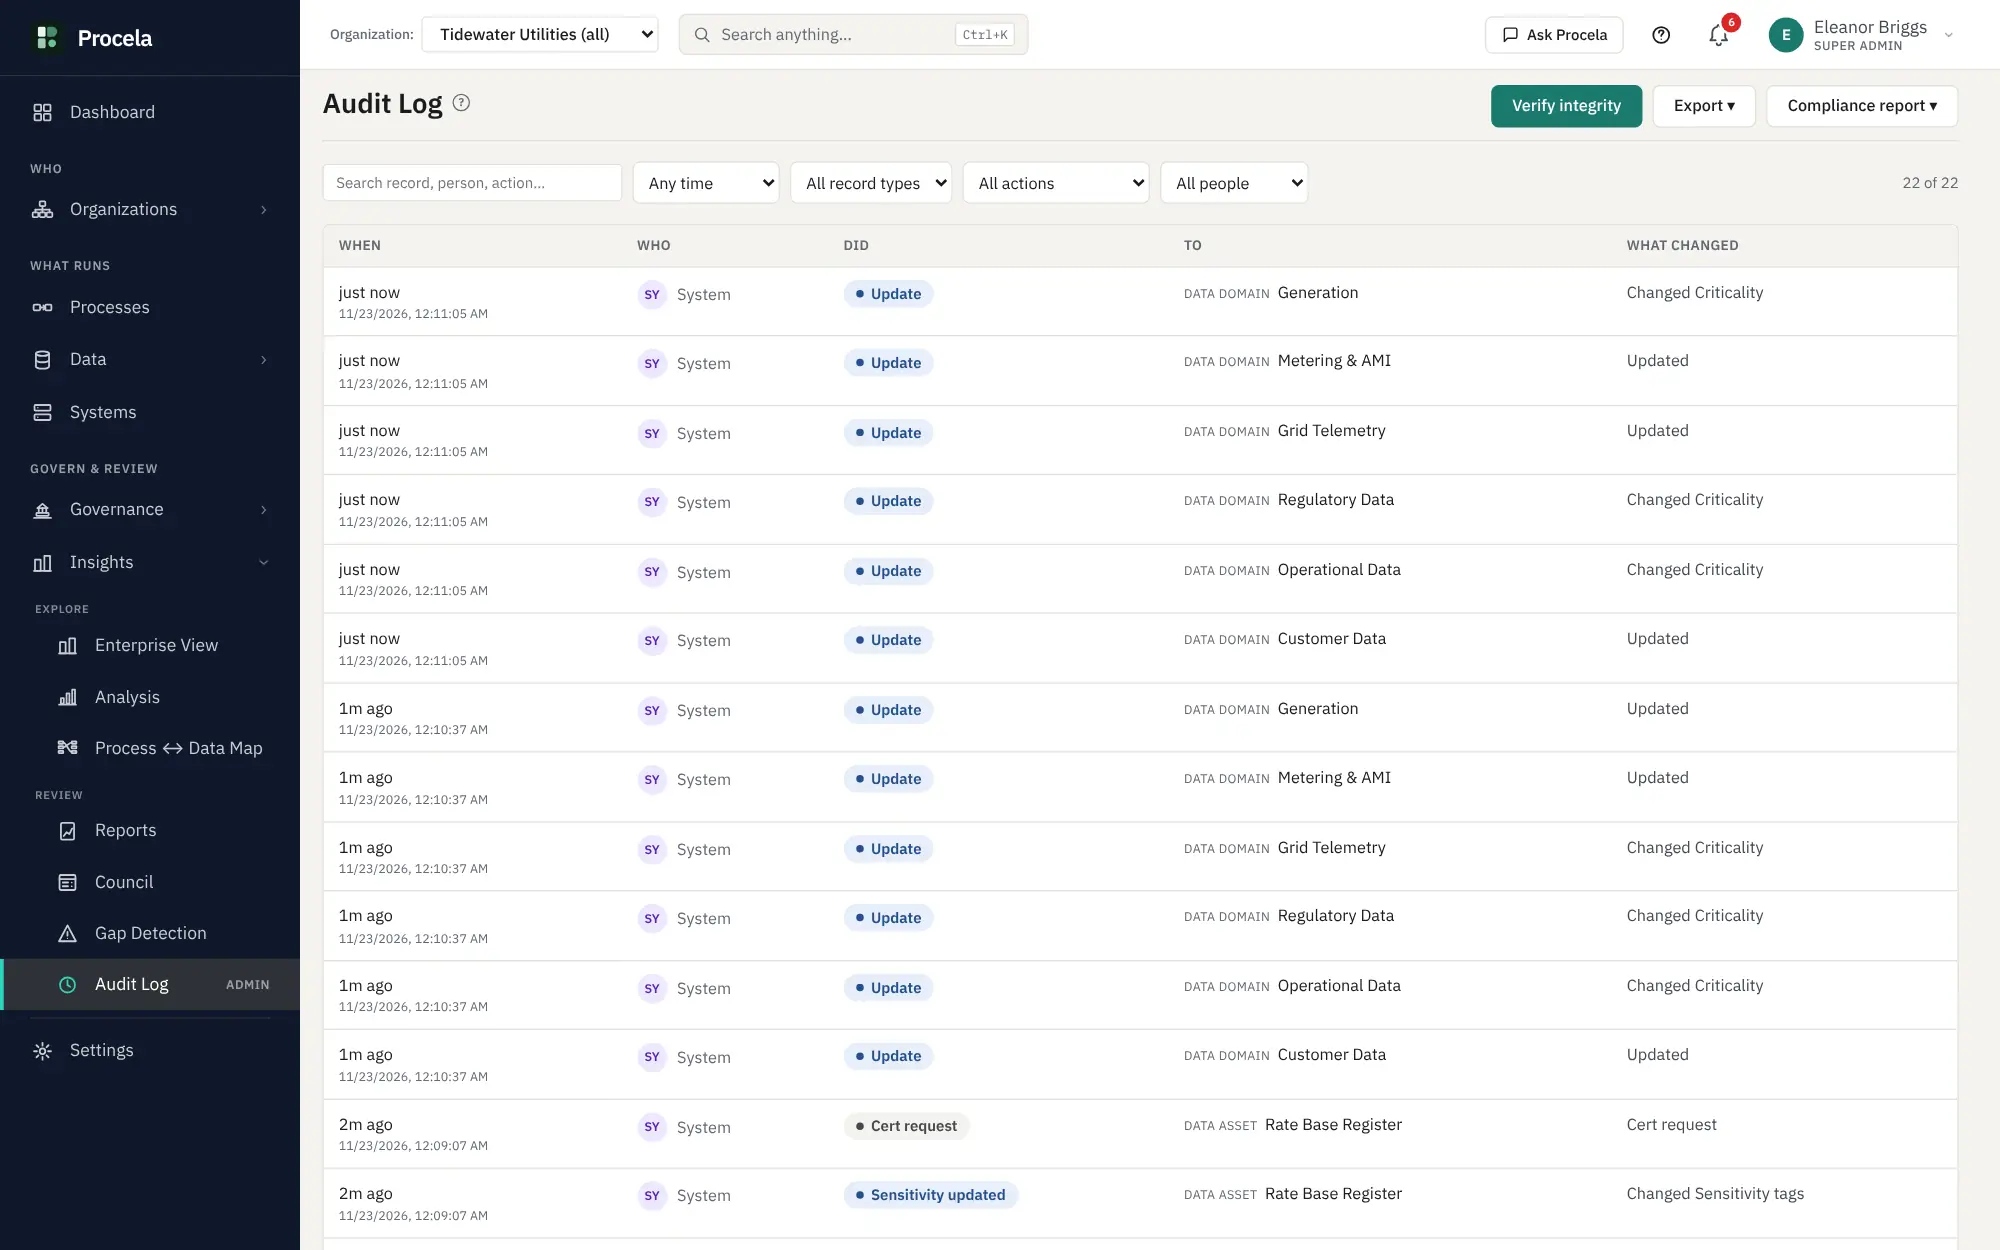 Procela
Organization:
Tidewater Utilities (all)
Search anything...
Ctrl+K
Ask Procela
6
E
Eleanor Briggs
SUPER ADMIN
Dashboard
WHO
Organizations
WHAT RUNS
Processes
Data
Systems
GOVERN & REVIEW
Governance
Insights
EXPLORE
Enterprise View
Analysis
Process ↔ Data Map
REVIEW
Reports
Council
Gap Detection
Audit Log ADMIN
Settings
Audit Log ?
Verify integrity
Export ▾
Compliance report ▾
Search record, person, action...
Any time
All record types
All actions
All people
22 of 22
WHEN WHO DID TO WHAT CHANGED
just now SY System Update DATA DOMAIN Generation Changed Criticality
11/23/2026, 12:11:05 AM
just now SY System Update DATA DOMAIN Metering & AMI Updated
11/23/2026, 12:11:05 AM
just now SY System Update DATA DOMAIN Grid Telemetry Updated
11/23/2026, 12:11:05 AM
just now SY System Update DATA DOMAIN Regulatory Data Changed Criticality
11/23/2026, 12:11:05 AM
just now SY System Update DATA DOMAIN Operational Data Changed Criticality
11/23/2026, 12:11:05 AM
just now SY System Update DATA DOMAIN Customer Data Updated
11/23/2026, 12:11:05 AM
1m ago SY System Update DATA DOMAIN Generation Updated
11/23/2026, 12:10:37 AM
1m ago SY System Update DATA DOMAIN Metering & AMI Updated
11/23/2026, 12:10:37 AM
1m ago SY System Update DATA DOMAIN Grid Telemetry Changed Criticality
11/23/2026, 12:10:37 AM
1m ago SY System Update DATA DOMAIN Regulatory Data Changed Criticality
11/23/2026, 12:10:37 AM
1m ago SY System Update DATA DOMAIN Operational Data Changed Criticality
11/23/2026, 12:10:37 AM
1m ago SY System Update DATA DOMAIN Customer Data Updated
11/23/2026, 12:10:37 AM
2m ago SY System Cert request DATA ASSET Rate Base Register Cert request
11/23/2026, 12:09:07 AM
2m ago SY System Sensitivity updated DATA ASSET Rate Base Register Changed Sensitivity tags
11/23/2026, 12:09:07 AM